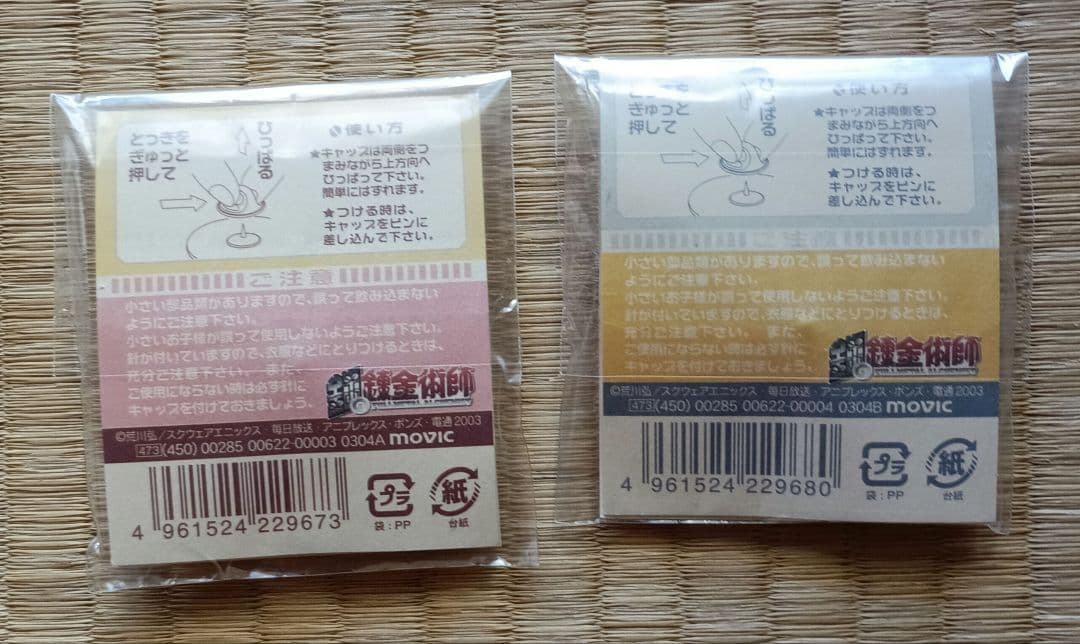 とっきを
ぎゅっと
押して
ひっぱる
使い方
★キャップは両側をつ
まみながら上方向へ
ひっぱって下さい。
簡単にはずれます。
★つける時は、
キャップをピンに
差し込んで下さい。
ご注意
小さい部品類がありますので、誤って飲み込まない
ようにご注意下さい。
小さいお子様が誤って使用しないようご注意下さい。
針が付いていますので、衣服などにとりつけるときは、
充分ご注意下さい。また、
ご使用にならない時は必ず針に
キャップを付けておきましょう。
鋼の錬金術師
FULLMETAL ALCHEMIST
©荒川弘/スクウェアエニックス・毎日放送・アニプレックス・ボンズ・電通2003
473 (450) 00285 00622-00003 0304A movic
4 961524 229673
プラ
袋:PP
紙
台紙
ぎゅっと
押して
ひっぱる
使い方
★キャップは両側をつ
まみながら上方向へ
ひっぱって下さい。
簡単にはずれます。
★つける時は、
キャップをピンに
差し込んで下さい。
ご注意
小さい部品類がありますので、誤って飲み込まない
ようにご注意下さい。
小さいお子様が誤って使用しないようご注意下さい。
針が付いていますので、衣服などにとりつけるときは、
充分ご注意下さい。また、
ご使用にならない時は必ず針に
キャップを付けておきましょう。
鋼の錬金術師
FULLMETAL ALCHEMIST
©荒川弘/スクウェアエニックス・毎日放送・アニプレックス・ボンズ・電通2003
473 (450) 00285 00622-00004 0304B movic
4 961524 229680
プラ
袋:PP
紙
台紙